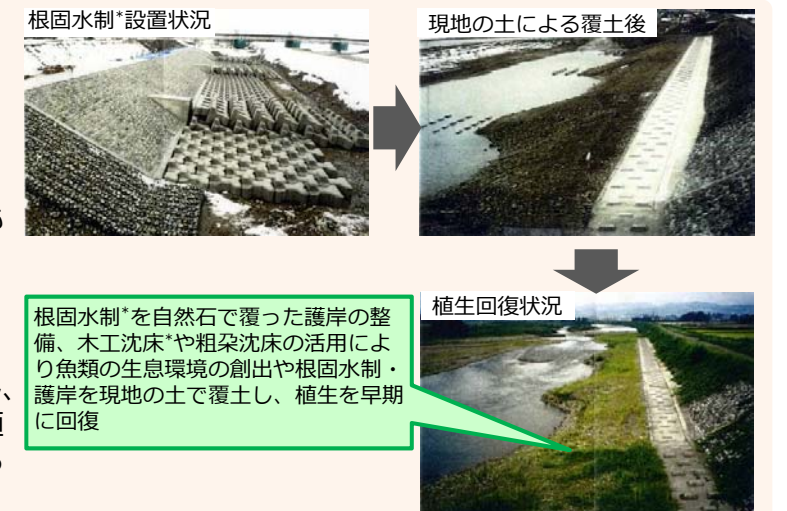 根固水制*設置状況
現地の土による覆土後
植生回復状況
根固水制*を自然石で覆った護岸の整
備、木工沈床*や粗朶沈床の活用によ
り魚類の生息環境の創出や根固水制・
護岸を現地の土で覆土し、植生を早期
に回復
、